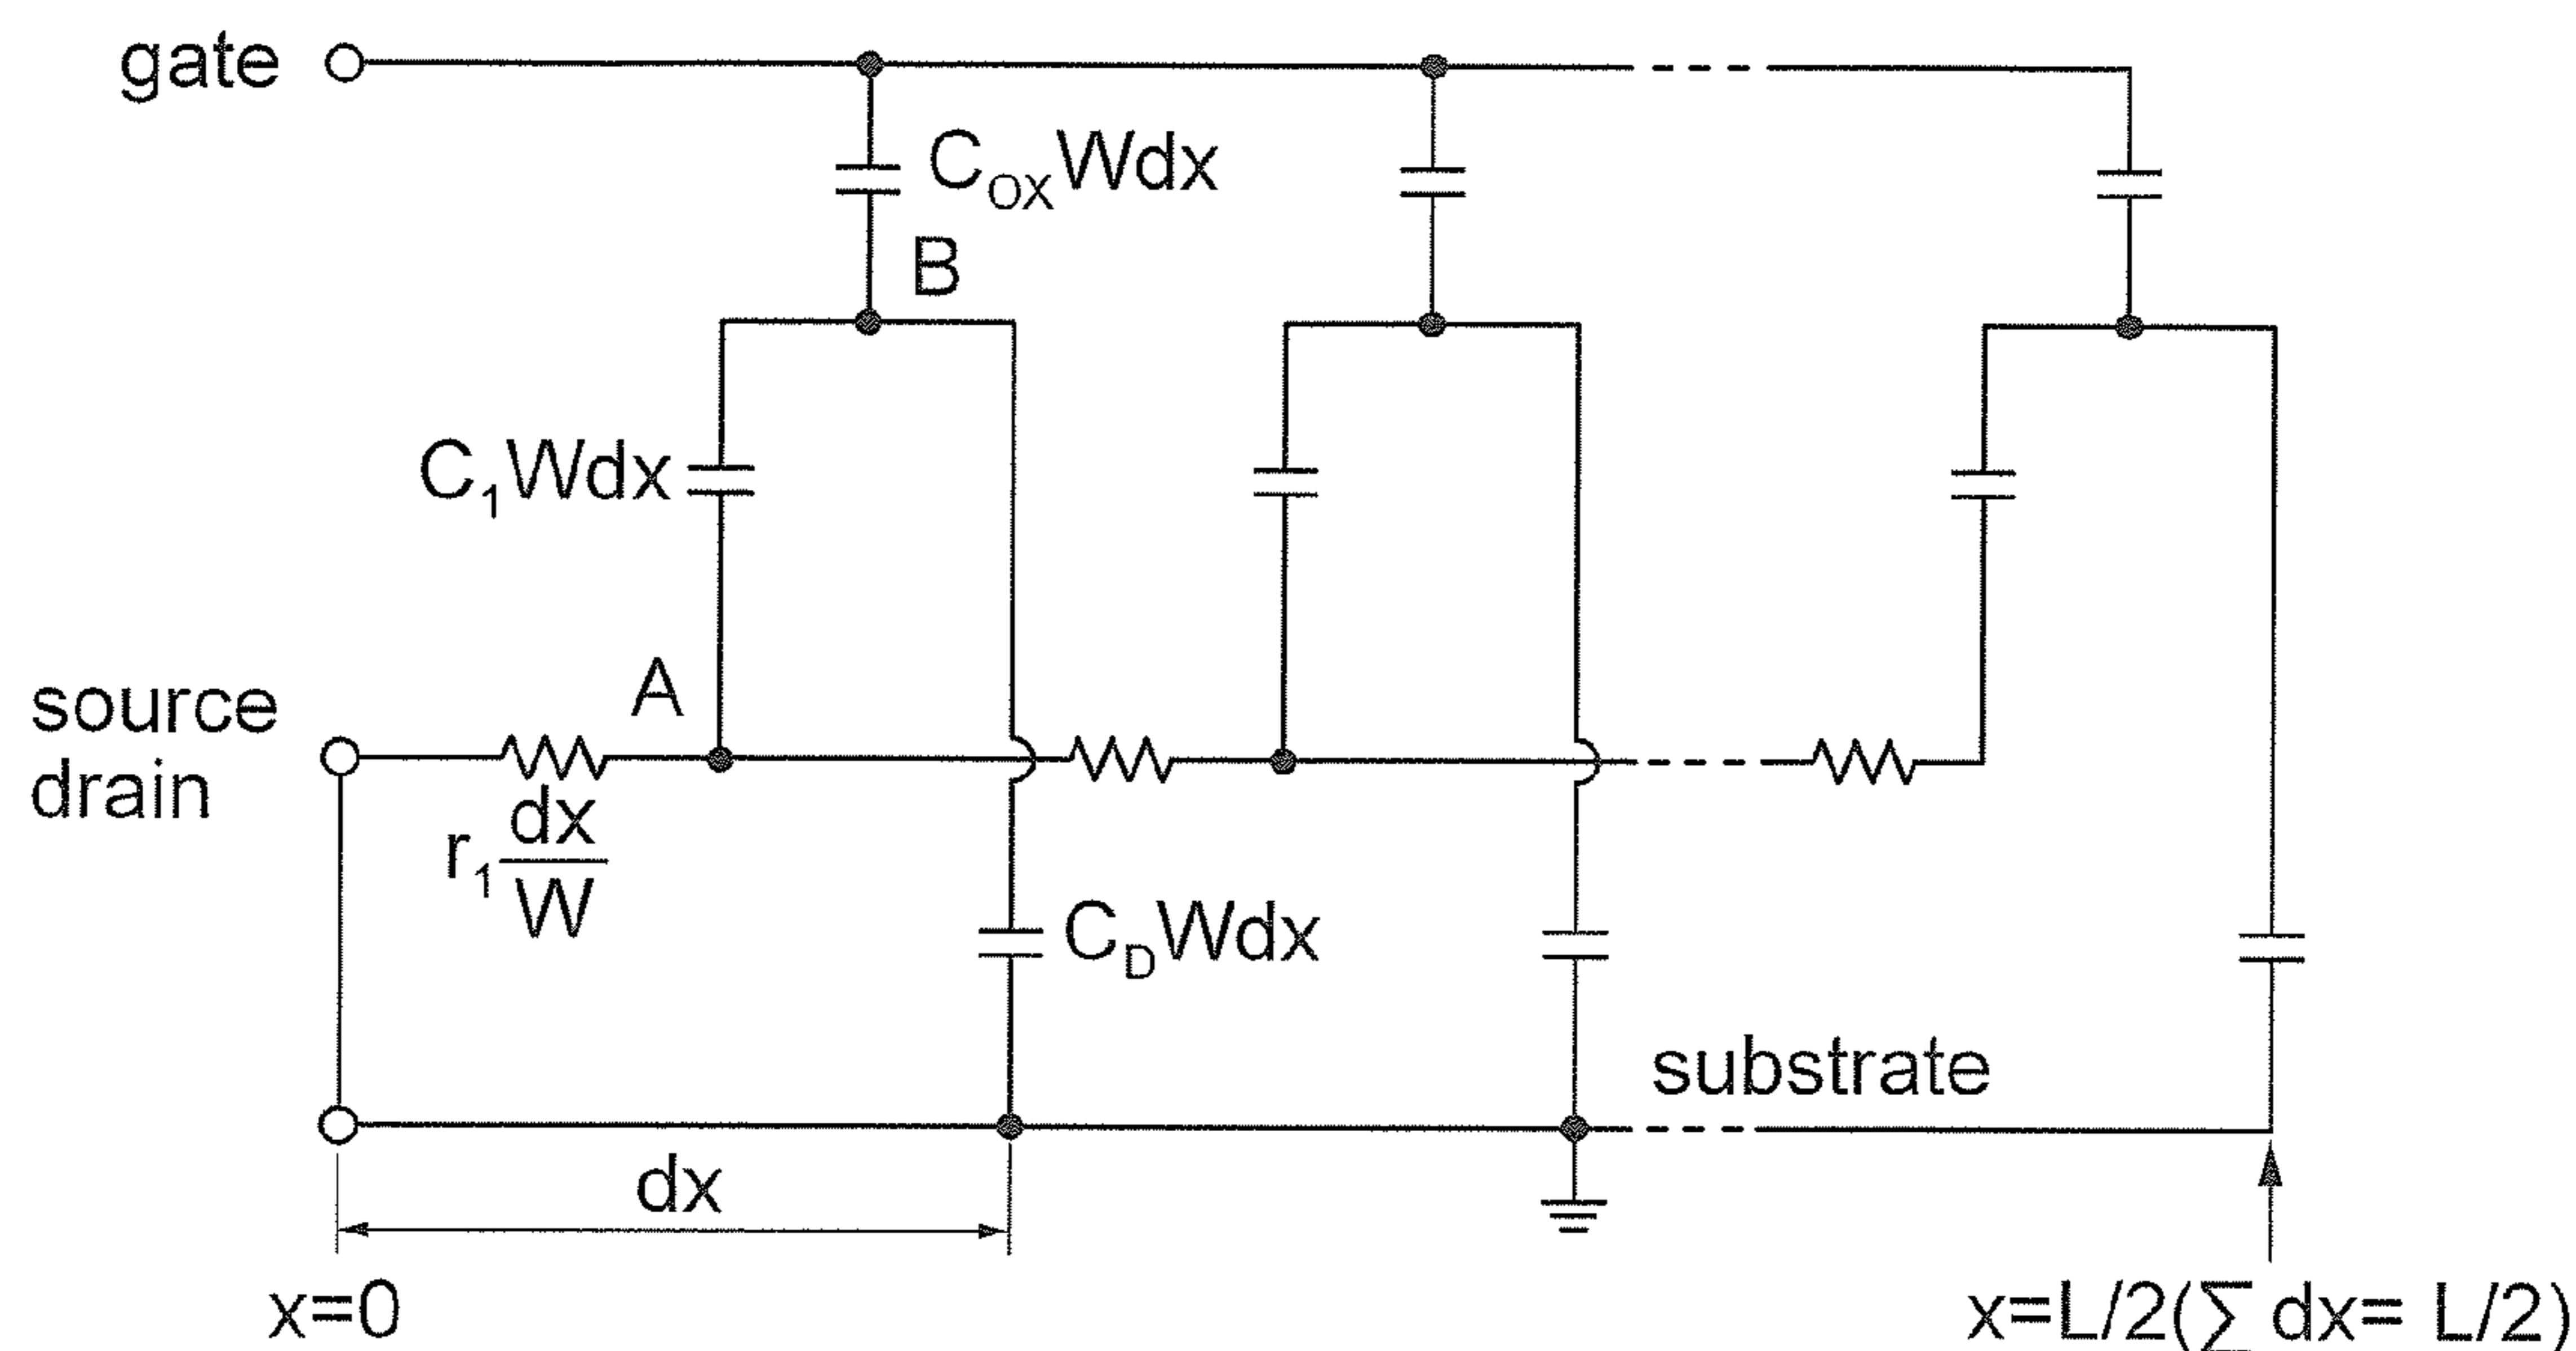 gate
C_OX Wdx
B
C_1 Wdx
A
source
drain
r_1 dx/W
C_D Wdx
substrate
dx
x=0
x=L/2(∑ dx= L/2)